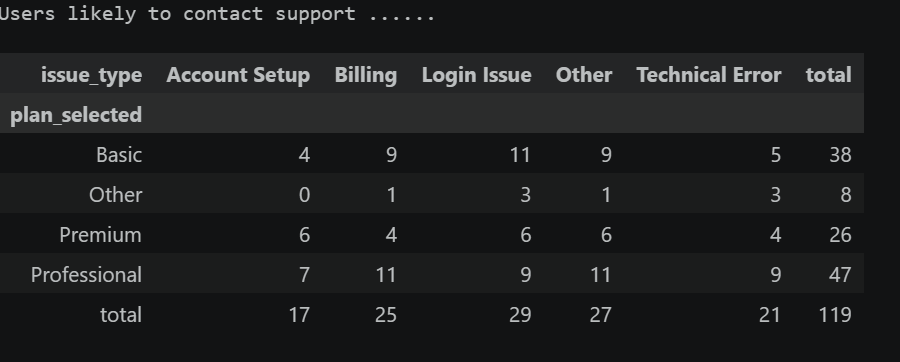 Users likely to contact support ......
issue_type Account Setup Billing Login Issue Other Technical Error total
plan_selected
Basic 4 9 11 9 5 38
Other 0 1 3 1 3 8
Premium 6 4 6 6 4 26
Professional 7 11 9 11 9 47
total 17 25 29 27 21 119